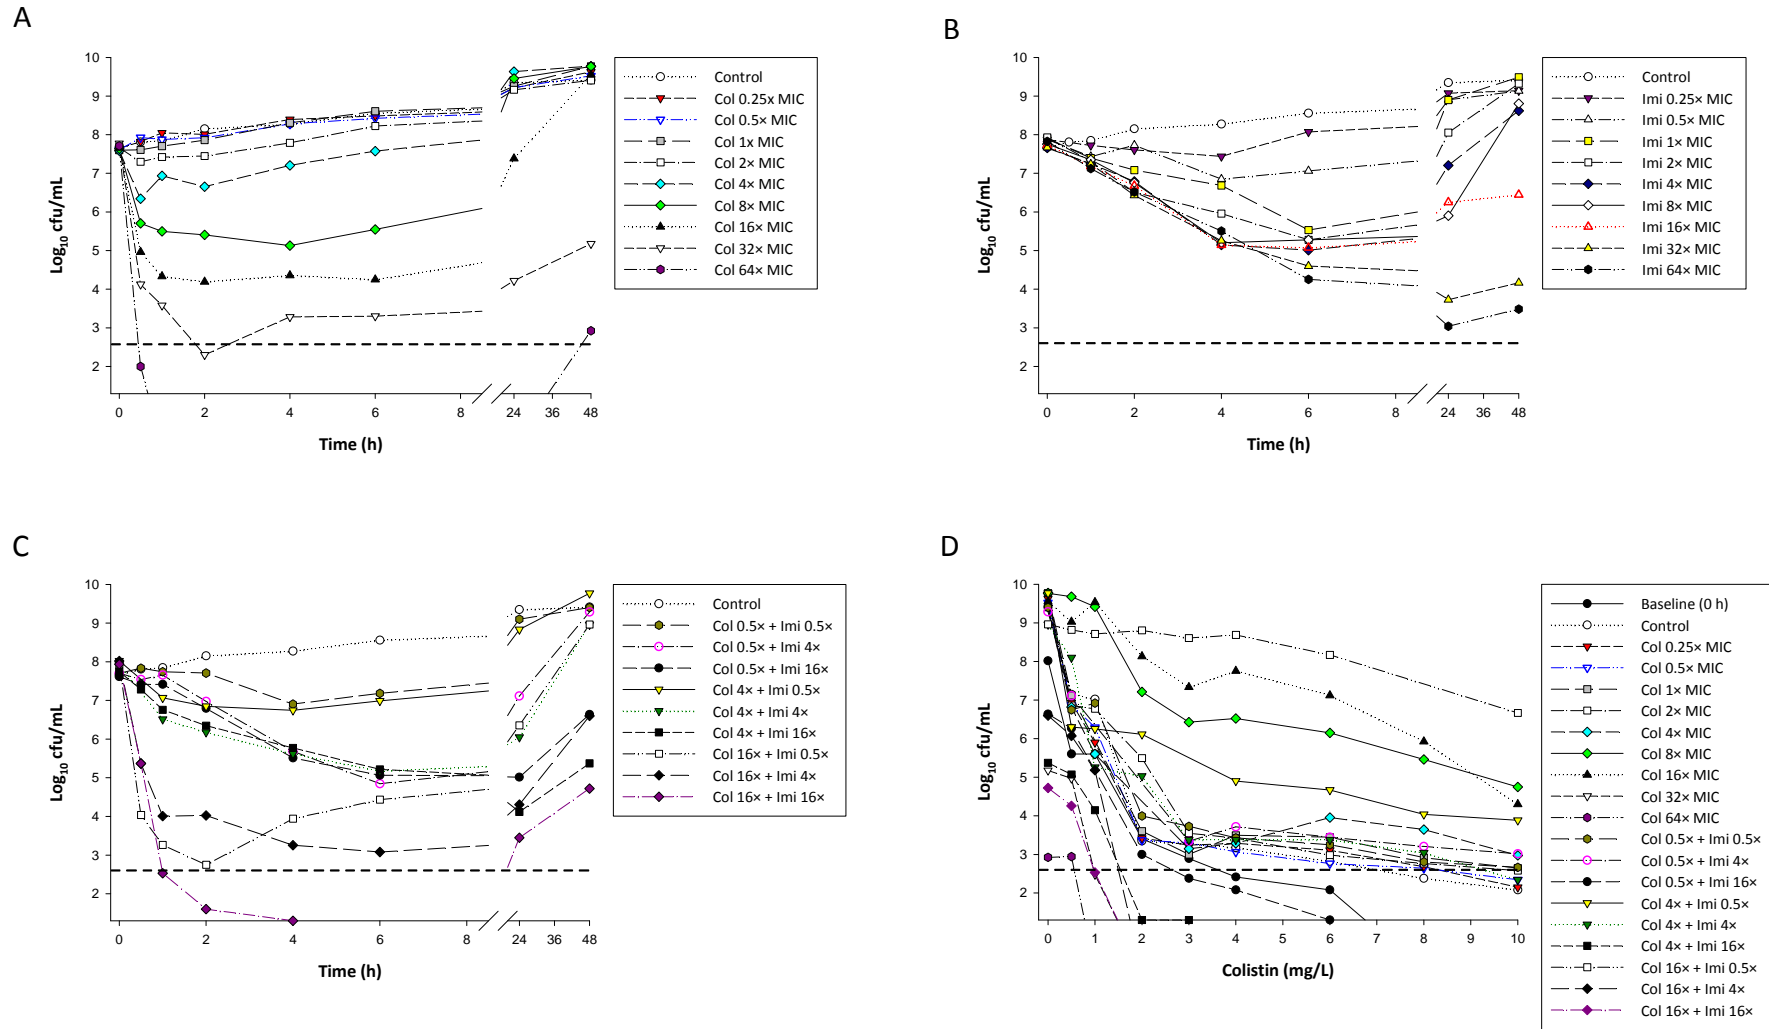 A
10
9
8
7
6
5
4
3
2
Log10 cfu/mL
0
2
4
6
8
24
36
48
Time (h)
Control
Col 0.25x MIC
Col 0.5× MIC
Col 1x MIC
Col 2× MIC
Col 4× MIC
Col 8× MIC
Col 16× MIC
Col 32× MIC
Col 64× MIC
B
10
9
8
7
6
5
4
3
2
Log10 cfu/mL
0
2
4
6
8
24
36
48
Time (h)
Control
Imi 0.25× MIC
Imi 0.5× MIC
Imi 1× MIC
Imi 2× MIC
Imi 4× MIC
Imi 8× MIC
Imi 16× MIC
Imi 32× MIC
Imi 64× MIC
C
10
9
8
7
6
5
4
3
2
Log10 cfu/mL
0
2
4
6
8
24
36
48
Time (h)
Control
Col 0.5× + Imi 0.5×
Col 0.5× + Imi 4×
Col 0.5× + Imi 16×
Col 4× + Imi 0.5×
Col 4× + Imi 4×
Col 4× + Imi 16×
Col 16× + Imi 0.5×
Col 16× + Imi 4×
Col 16× + Imi 16×
D
10
9
8
7
6
5
4
3
2
Log10 cfu/mL
0
1
2
3
4
5
6
7
8
9
10
Colistin (mg/L)
Baseline (0 h)
Control
Col 0.25× MIC
Col 0.5× MIC
Col 1× MIC
Col 2× MIC
Col 4× MIC
Col 8× MIC
Col 16× MIC
Col 32× MIC
Col 64× MIC
Col 0.5× + Imi 0.5×
Col 0.5× + Imi 4×
Col 0.5× + Imi 16×
Col 4× + Imi 0.5×
Col 4× + Imi 4×
Col 4× + Imi 16×
Col 16× + Imi 0.5×
Col 16× + Imi 4×
Col 16× + Imi 16×